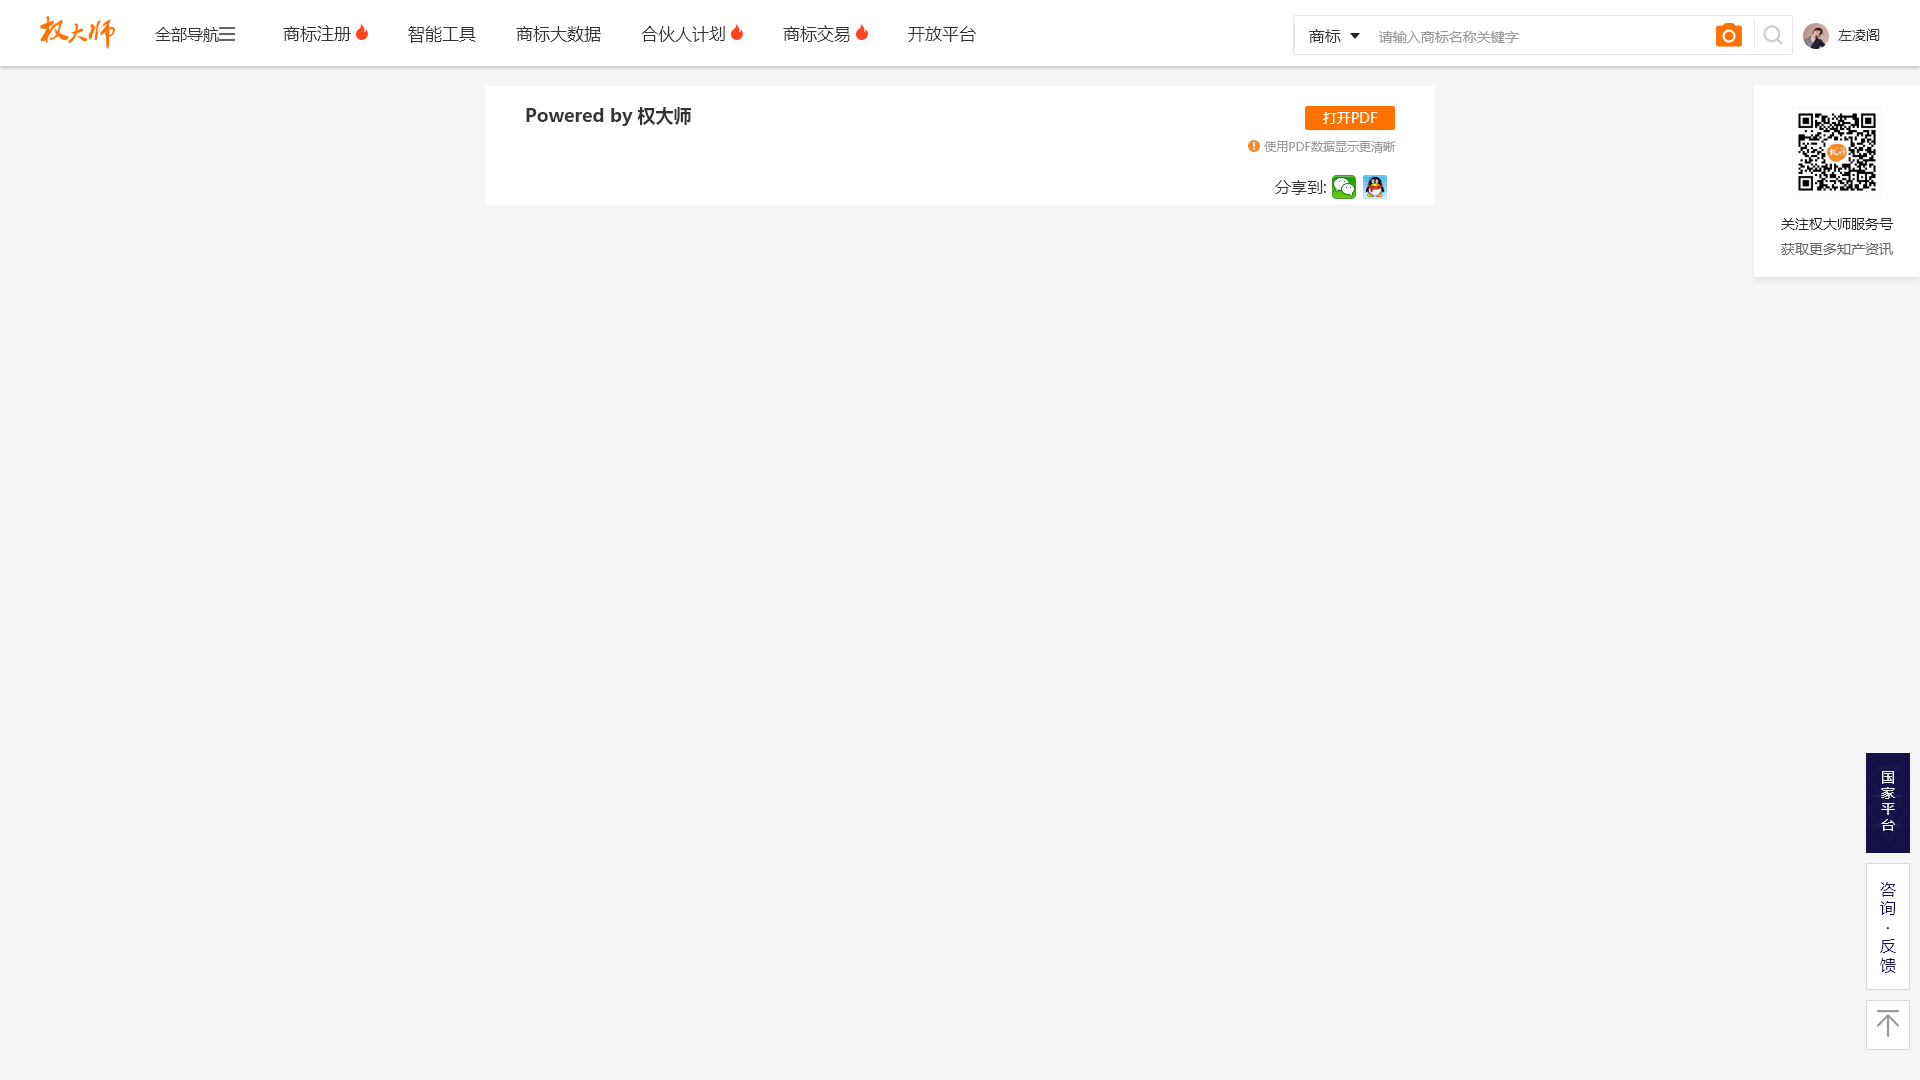 权大师
全部导航
商标注册
智能工具
商标大数据
合伙人计划
商标交易
开放平台
商标
请输入商标名称关键字
左凌阁
Powered by 权大师
打开PDF
使用PDF数据显示更清晰
分享到:
关注权大师服务号
获取更多知产资讯
国家平台
咨询·反馈